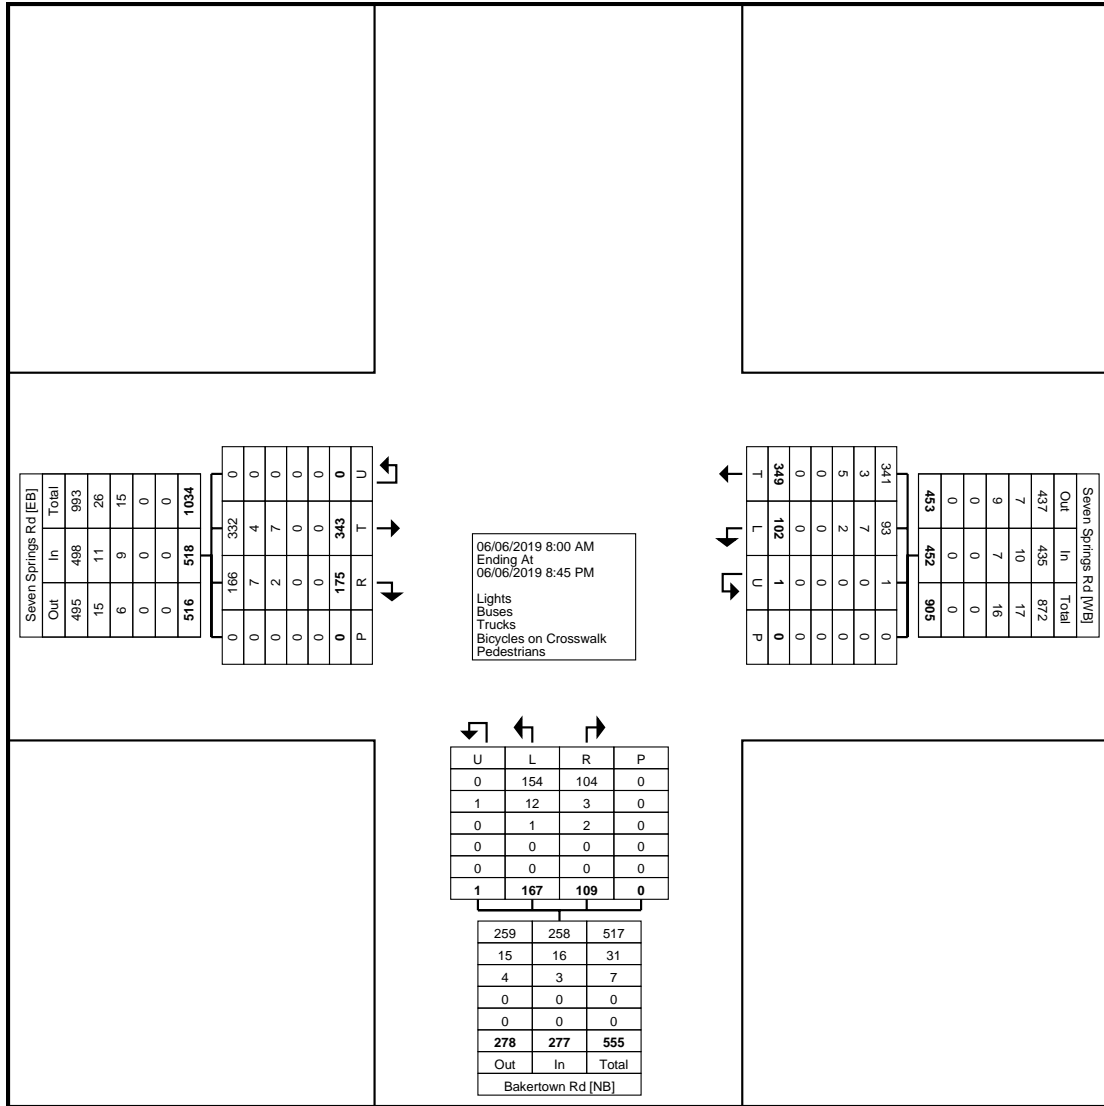 Seven Springs Rd [EB]
Total In Out
993 498 495
26 11 15
15 9 6
0 0 0
0 0 0
1034 518 516
0 332 166 0
0 4 7 0
0 7 2 0
0 0 0 0
0 0 0 0
0 343 175 0
U T R P
06/06/2019 8:00 AM
Ending At
06/06/2019 8:45 PM
Lights
Buses
Trucks
Bicycles on Crosswalk
Pedestrians
Seven Springs Rd [WB]
Out In Total
437 435 872
7 10 17
9 7 16
0 0 0
0 0 0
453 452 905
341 93 1 0
3 7 0 0
5 2 0 0
0 0 0 0
0 0 0 0
349 102 1 0
T L U P
U L R P
0 154 104 0
1 12 3 0
0 1 2 0
0 0 0 0
0 0 0 0
1 167 109 0
259 258 517
15 16 31
4 3 7
0 0 0
0 0 0
278 277 555
Out In Total
Bakertown Rd [NB]